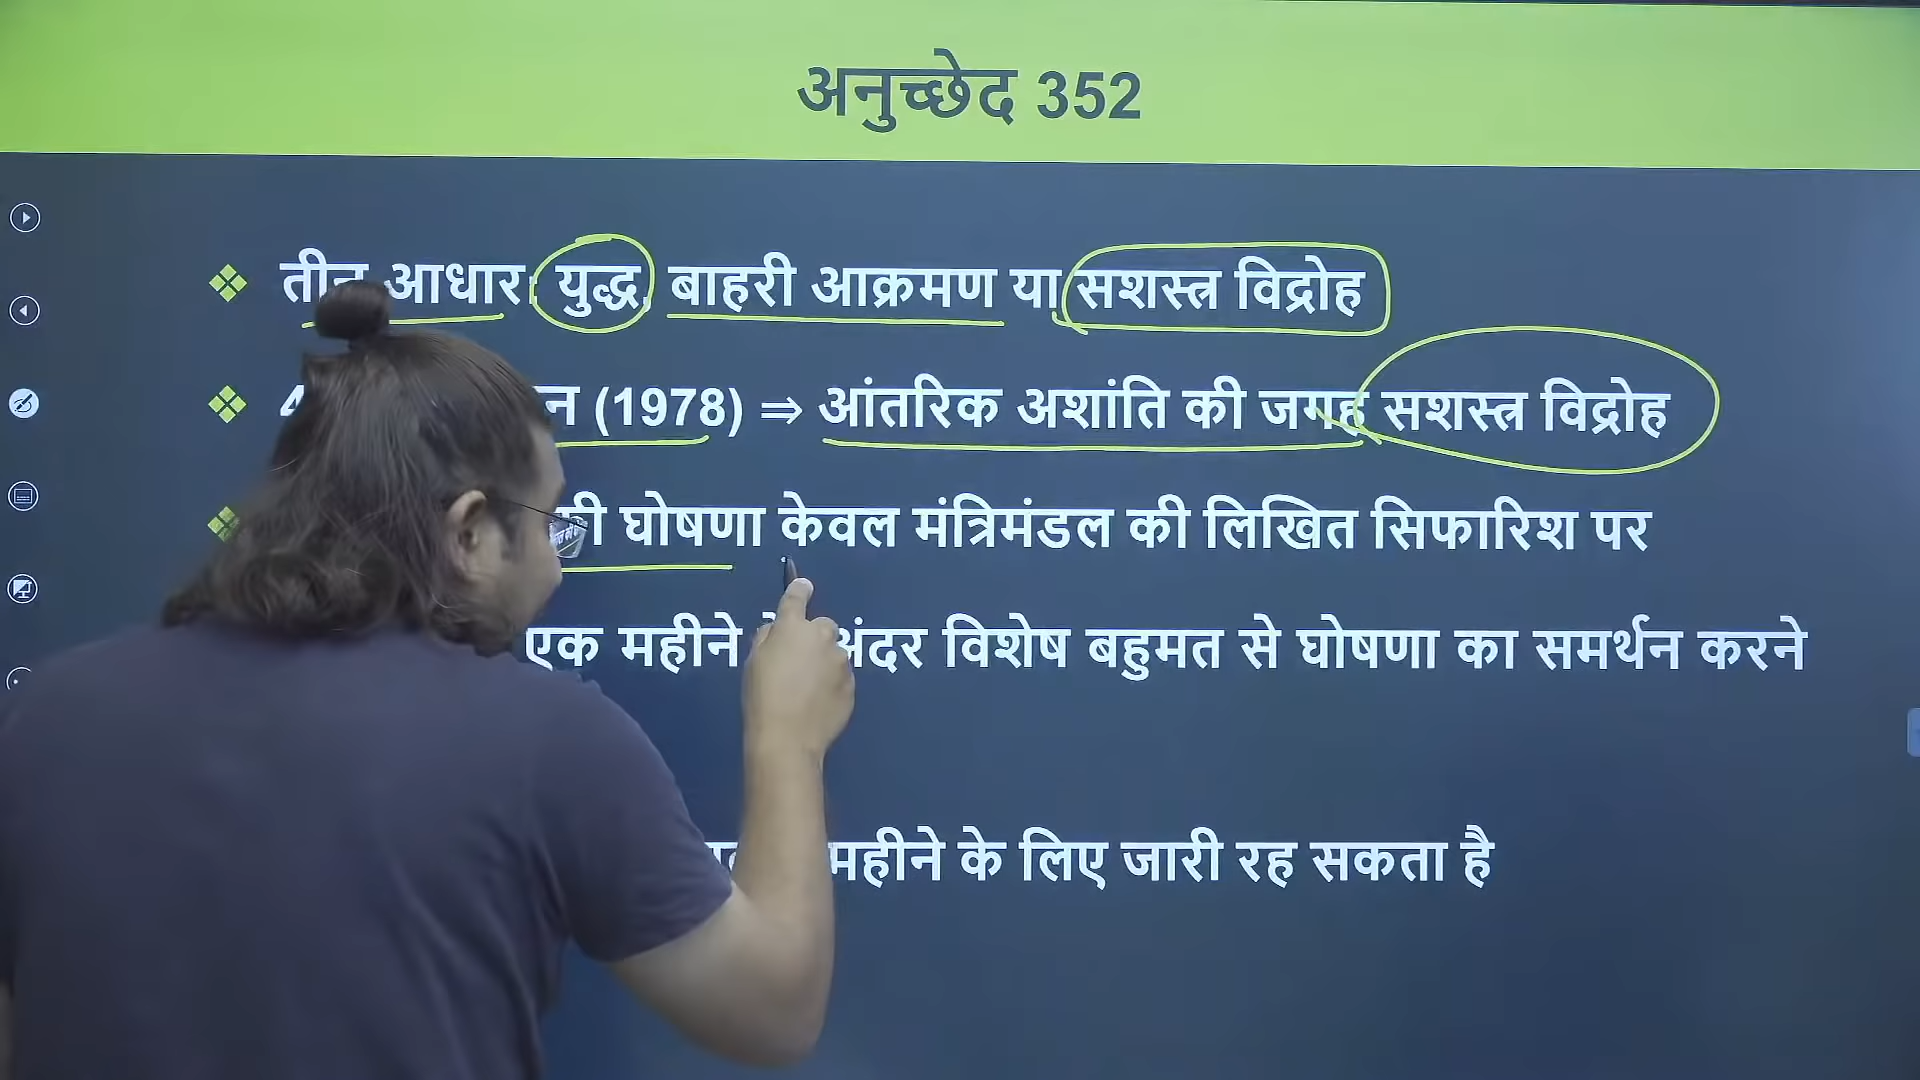 अनुच्छेद 352
तीन आधार: युद्ध, बाहरी आक्रमण या सशस्त्र विद्रोह
(1978) ⇒ आंतरिक अशांति की जगह सशस्त्र विद्रोह
की घोषणा केवल मंत्रिमंडल की लिखित सिफारिश पर
एक महीने अंदर विशेष बहुमत से घोषणा का समर्थन करने
महीने के लिए जारी रह सकता है